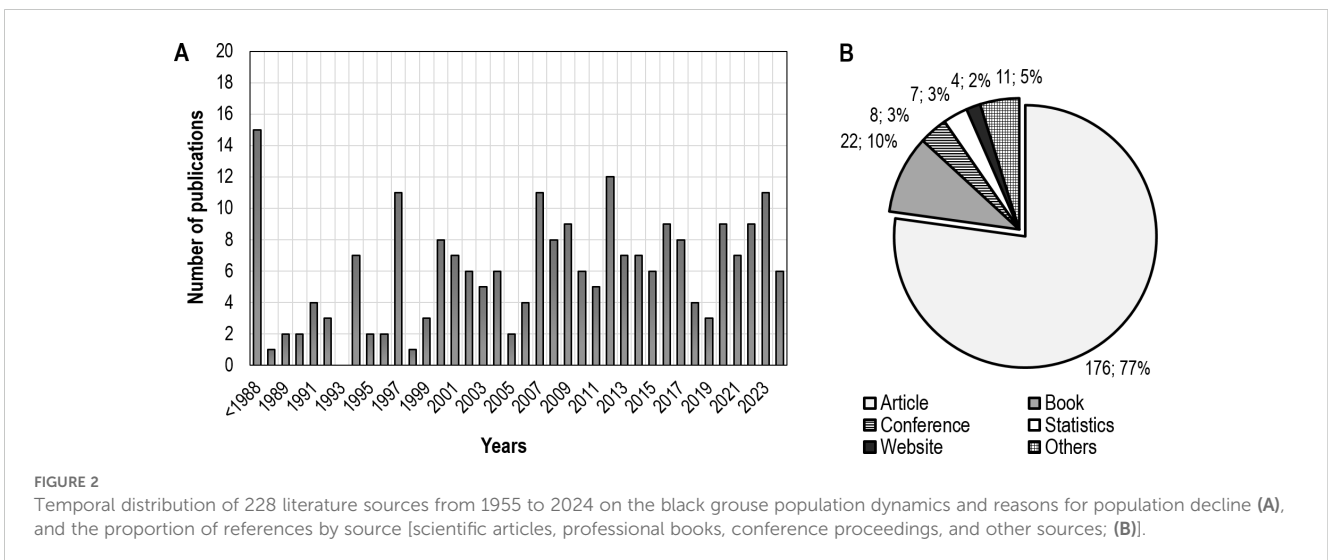 A
20
18
16
14
12
10
8
6
4
2
0
Number of publications
<1988
1989
1991
1993
1995
1997
1999
2001
2003
2005
2007
2009
2011
2013
2015
2017
2019
2021
2023
Years
B
22; 10%
8; 3%
7; 3%
4; 2%
11; 5%
176; 77%
Article
Book
Conference
Statistics
Website
Others
FIGURE 2
Temporal distribution of 228 literature sources from 1955 to 2024 on the black grouse population dynamics and reasons for population decline (A),
and the proportion of references by source [scientific articles, professional books, conference proceedings, and other sources; (B)].